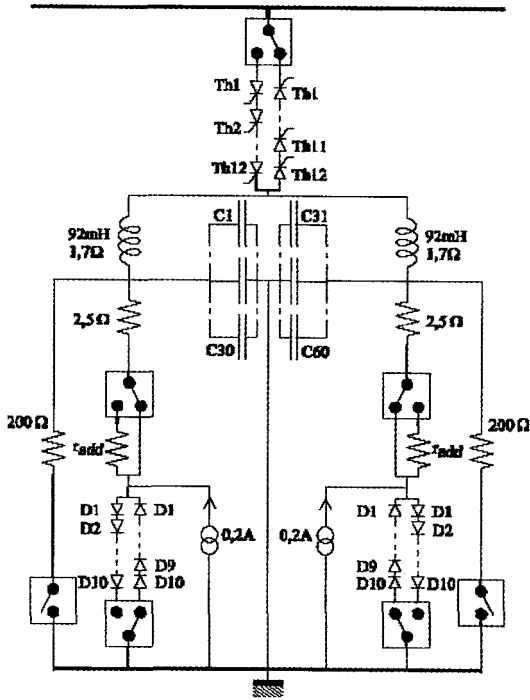 Th1
Th1
Th2
Th11
Th12
Th12
C1
C31
92mH
1,7Ω
92mH
1,7Ω
2,5 Ω
2,5 Ω
C30
C60
200 Ω
200 Ω
radd
radd
D1
D1
D1
D1
D2
D2
0,2A
0,2A
D9
D9
D10
D10
D10
D10